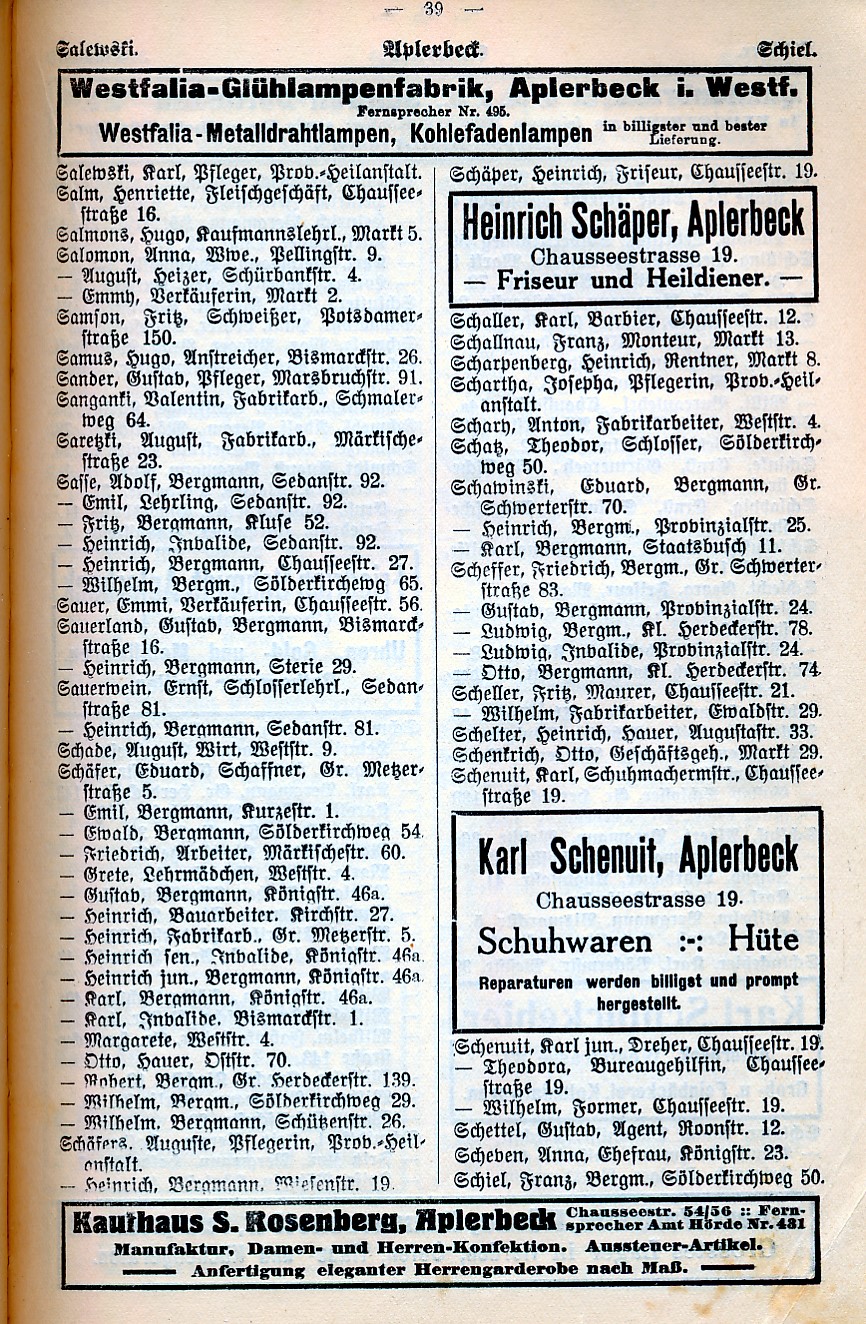 — 39 —
Salewski. Aplerbeck. Schiel.
Westfalia-Glühlampenfabrik, Aplerbeck i. Westf.
Fernsprecher Nr. 495.
Westfalia-Metalldrahtlampen, Kohlefadenlampen in billigster und bester
Lieferung.
Salewski, Karl, Pfleger, Prov.-Heilanstalt.
Salm, Henriette, Fleischgeschäft, Chaussee-
straße 16.
Salmons, Hugo, Kaufmannslehrl., Markt 5.
Salomon, Anna, Wwe., Pellingstr. 9.
— August, Heizer, Schürbankstr. 4.
— Emmy, Verkäuferin, Markt 2.
Samson, Fritz, Schweißer, Potsdamer-
straße 150.
Samus, Hugo, Anstreicher, Bismarckstr. 26.
Sander, Gustav, Pfleger, Marsbruchstr. 91.
Sanganki, Valentin, Fabrikarb., Schmaler-
weg 64.
Saretzki, August, Fabrikarb., Märkische-
straße 23.
Sasse, Adolf, Bergmann, Sedanstr. 92.
— Emil, Lehrling, Sedanstr. 92.
— Fritz, Bergmann, Kluse 52.
— Heinrich, Invalide, Sedanstr. 92.
— Heinrich, Bergmann, Chausseestr. 27.
— Wilhelm, Bergm., Sölderkirchewg 65.
Sauer, Emmi, Verkäuferin, Chausseestr. 56.
Sauerland, Gustav, Bergmann, Bismarck-
straße 16.
— Heinrich, Bergmann, Sterie 29.
Sauerwein, Ernst, Schlosserlehrl., Sedan-
straße 81.
— Heinrich, Bergmann, Sedanstr. 81.
Schade, August, Wirt, Weststr. 9.
Schäfer, Eduard, Schaffner, Gr. Metzer-
straße 5.
— Emil, Bergmann, Kurzestr. 1.
— Ewald, Bergmann, Sölderkirchweg 54.
— Friedrich, Arbeiter, Märkischestr. 60.
— Grete, Lehrmädchen, Weststr. 4.
— Gustav, Bergmann, Königstr. 46a.
— Heinrich, Bauarbeiter. Kirchstr. 27.
— Heinrich, Fabrikarb., Gr. Metzerstr. 5.
— Heinrich sen., Invalide, Königstr. 46a.
— Heinrich jun., Bergmann, Königstr. 46a.
— Karl, Bergmann, Königstr. 46a.
— Karl, Invalide. Bismarckstr. 1.
— Margarete, Weststr. 4.
— Otto, Hauer, Oststr. 70.
— Robert, Bergm., Gr. Herdeckerstr. 139.
— Wilhelm, Bergm., Sölderkirchweg 29.
— Wilhelm. Bergmann, Schützenstr. 26.
Schäfers. Auguste, Pflegerin, Prov.-Heil-
anstalt.
— Heinrich, Bergmann. Wiesenstr. 19.
Schäper, Heinrich, Friseur, Chausseestr. 19.
Heinrich Schäper, Aplerbeck
Chausseestrasse 19.
— Friseur und Heildiener. —
Schaller, Karl, Barbier, Chausseestr. 12.
Schallnau, Franz, Monteur, Markt 13.
Scharpenberg, Heinrich, Rentner, Markt 8.
Schartha, Josepha, Pflegerin, Prov.-Heil-
anstalt.
Schary, Anton, Fabrikarbeiter, Weststr. 4.
Schatz, Theodor, Schlosser, Sölderkirch-
weg 50.
Schawinski, Eduard, Bergmann, Gr.
Schwerterstr. 70.
— Heinrich, Bergm., Provinzialstr. 25.
— Karl, Bergmann, Staatsbusch 11.
Scheffer, Friedrich, Bergm., Gr. Schwerter-
straße 83.
— Gustav, Bergmann, Provinzialstr. 24.
— Ludwig, Bergm., Kl. Herdeckerstr. 78.
— Ludwig, Invalide, Provinzialstr. 24.
— Otto, Bergmann, Kl. Herdeckerstr. 74.
Scheller, Fritz, Maurer, Chausseestr. 21.
— Wilhelm, Fabrikarbeiter, Ewaldstr. 29.
Schelter, Heinrich, Hauer, Augustastr. 33.
Schenkrich, Otto, Geschäftsgeh., Markt 29.
Schenuit, Karl, Schuhmachermstr., Chaussee-
straße 19.
Karl Schenuit, Aplerbeck
Chausseestrasse 19.
Schuhwaren :-: Hüte
Reparaturen werden billigst und prompt
hergestellt.
Schenuit, Karl jun., Dreher, Chausseestr. 19.
— Theodora, Bureaugehilfin, Chaussee-
straße 19.
— Wilhelm, Former, Chausseestr. 19.
Schettel, Gustav, Agent, Roonstr. 12.
Scheven, Anna, Ehefrau, Königstr. 23.
Schiel, Franz, Bergm., Sölderkirchweg 50.
Kaufhaus S. Rosenberg, Aplerbeck Chausseestr. 54/56 :: Fern-
sprecher Amt Hörde Nr. 481
Manufaktur, Damen- und Herren-Konfektion. Aussteuer-Artikel.
Anfertigung eleganter Herrengarderobe nach Maß.